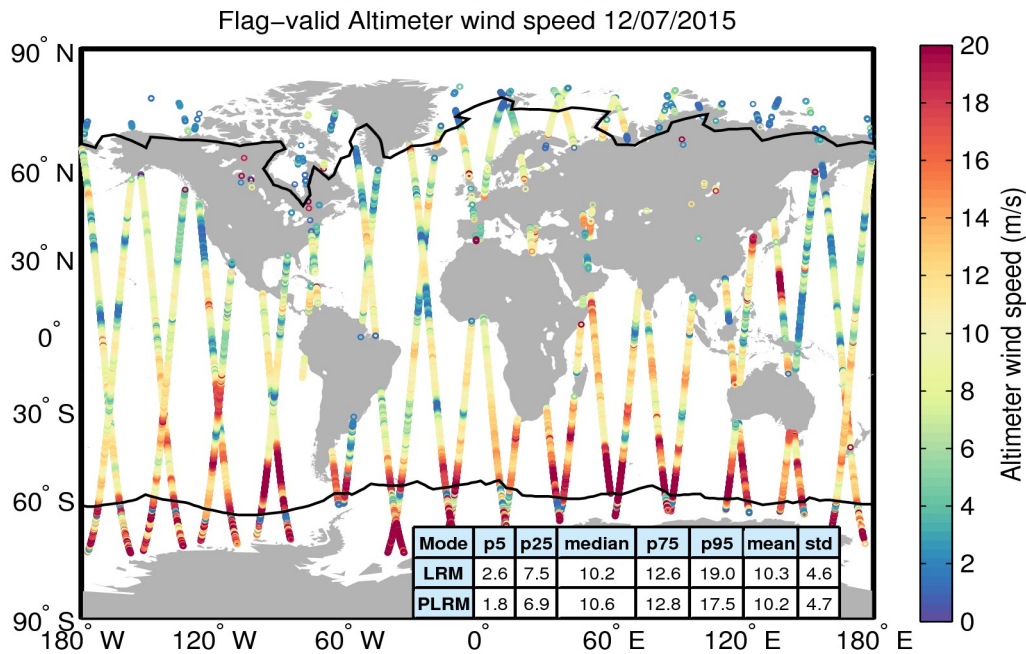 Flag−valid Altimeter wind speed 12/07/2015
90° N
60° N
30° N
0°
30° S
60° S
90° S
180° W
120° W
60° W
0°
60° E
120° E
180° E
Mode p5 p25 median p75 p95 mean std
LRM 2.6 7.5 10.2 12.6 19.0 10.3 4.6
PLRM 1.8 6.9 10.6 12.8 17.5 10.2 4.7
20
18
16
14
12
10
8
6
4
2
0
Altimeter wind speed (m/s)